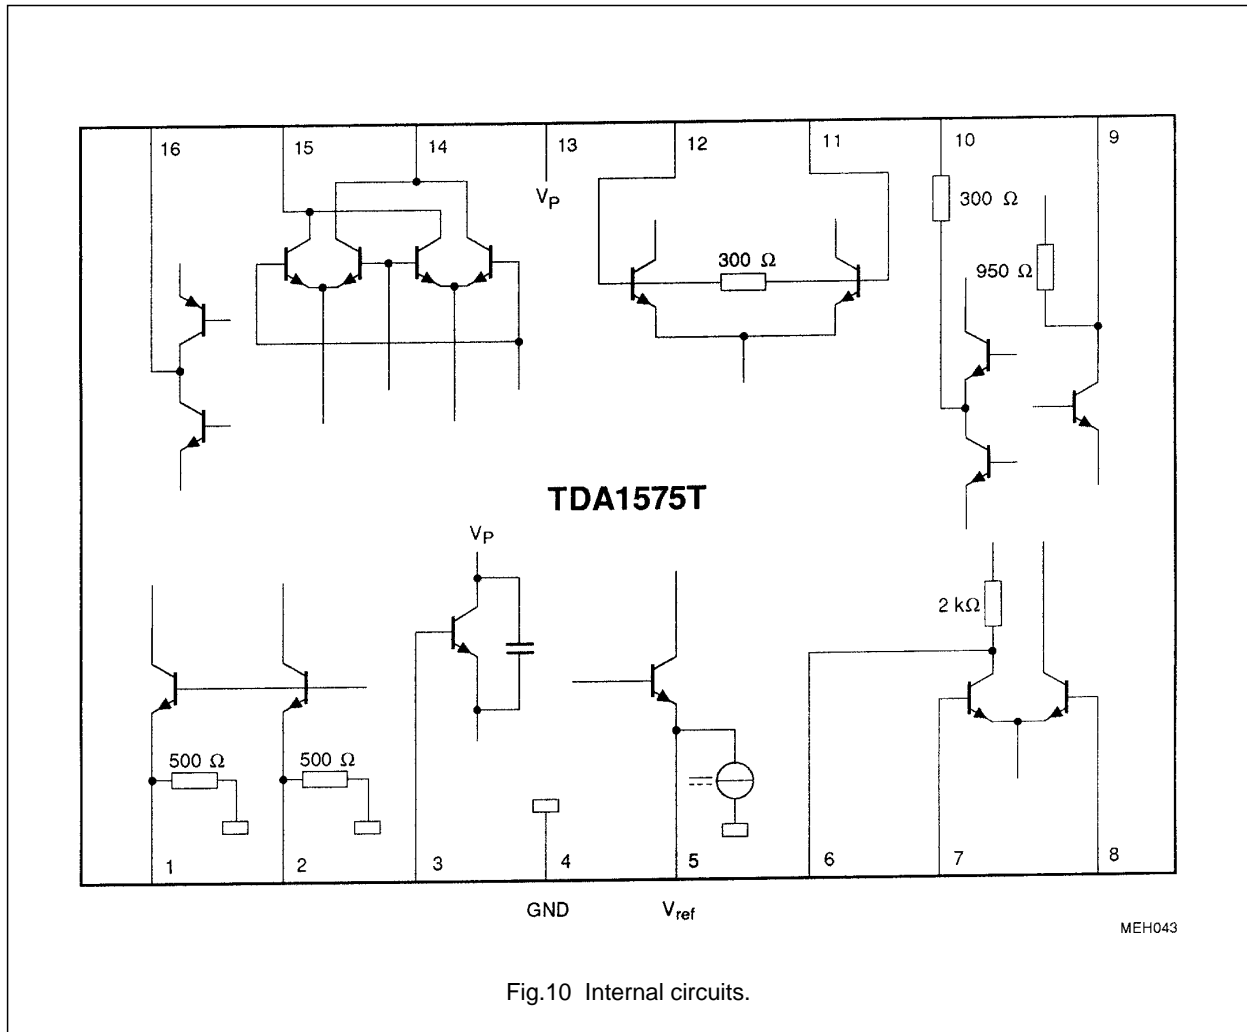 16 15 14 13 12 11 10 9
V_P
300 Ω
300 Ω
950 Ω
TDA1575T
V_P
2 kΩ
500 Ω 500 Ω
1 2 3 4 5 6 7 8
GND V_ref
MEH043
Fig.10 Internal circuits.